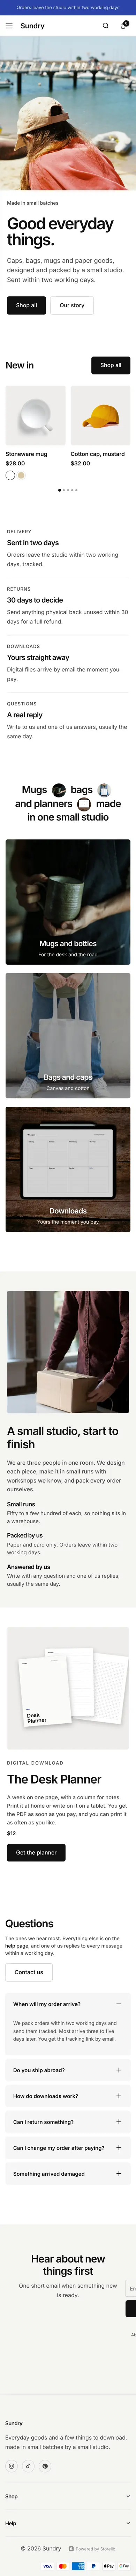 Orders leave the studio within two working days
Sundry
0
Made in small batches
Good everyday
things.
Caps, bags, mugs and paper goods,
designed and packed by a small studio.
Sent within two working days.
Shop all
Our story
New in
Shop all
Stoneware mug
$28.00
Cotton cap, mustard
$32.00
DELIVERY
Sent in two days
Orders leave the studio within two working
days, tracked.
RETURNS
30 days to decide
Send anything physical back unused within 30
days for a full refund.
DOWNLOADS
Yours straight away
Digital files arrive by email the moment you
pay.
QUESTIONS
A real reply
Write to us and one of us answers, usually the
same day.
Mugs bags
and planners made
in one small studio
Mugs and bottles
For the desk and the road
Bags and caps
Canvas and cotton
Downloads
Yours the moment you pay
A small studio, start to
finish
We are three people in one room. We design
each piece, make it in small runs with
workshops we know, and pack every order
ourselves.
Small runs
Fifty to a few hundred of each, so nothing sits in
a warehouse.
Packed by us
Paper and card only. Orders leave within two
working days.
Answered by us
Write with any question and one of us replies,
usually the same day.
Desk
Planner
DIGITAL DOWNLOAD
The Desk Planner
A week on one page, with a column for notes.
Print it at home or write on it on a tablet. You get
the PDF as soon as you pay, and you can print it
as often as you like.
$12
Get the planner
Questions
The ones we hear most. Everything else is on the
help page, and one of us replies to every message
within a working day.
Contact us
When will my order arrive?
We pack orders within two working days and
send them tracked. Most arrive three to five
days later. You get the tracking link by email.
Do you ship abroad?
How do downloads work?
Can I return something?
Can I change my order after paying?
Something arrived damaged
Hear about new
things first
One short email when something new
is ready.
Sundry
Everyday goods and a few things to download,
made in small batches by a small studio.
Shop
Help
© 2026 Sundry
VISA
Pay
G Pay